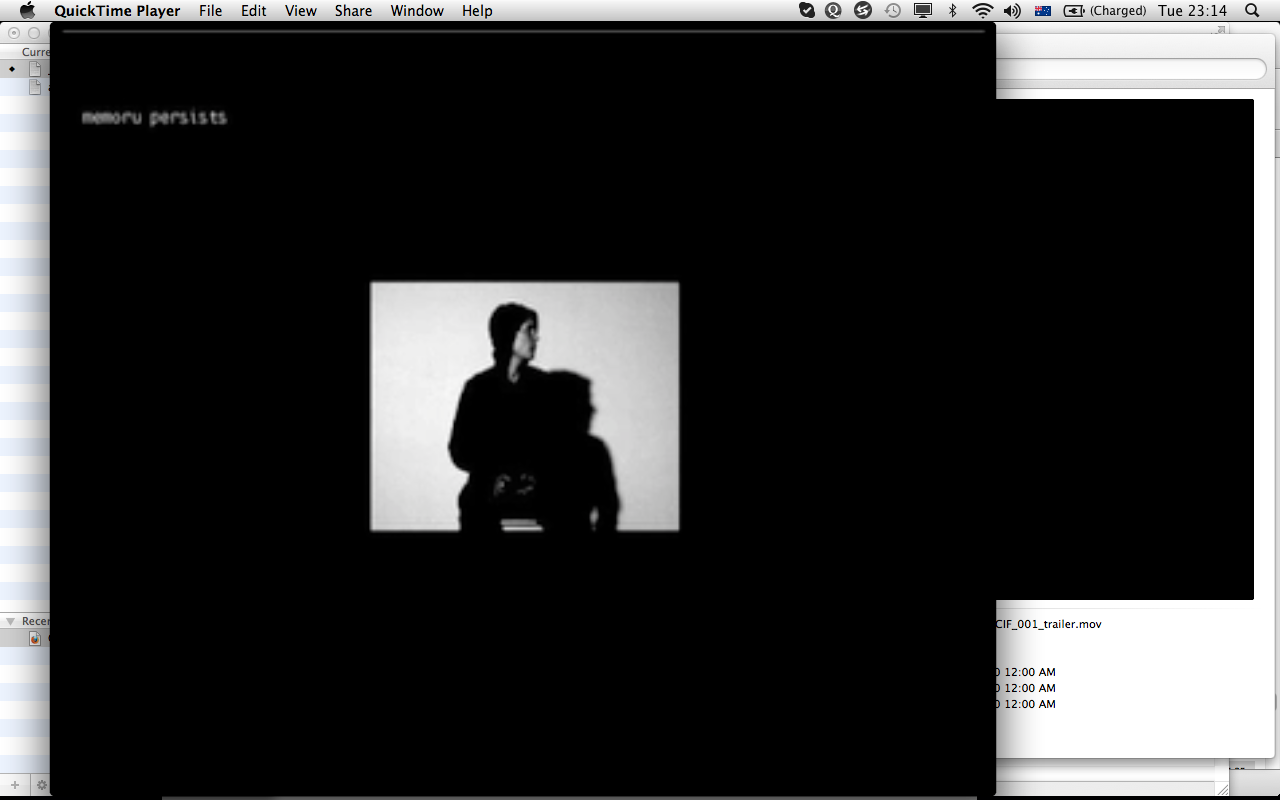 QuickTime Player File Edit View Share Window Help (Charged) Tue 23:14
Curre
memoru persists
Recer
CIF_001_trailer.mov
12:00 AM
12:00 AM
12:00 AM